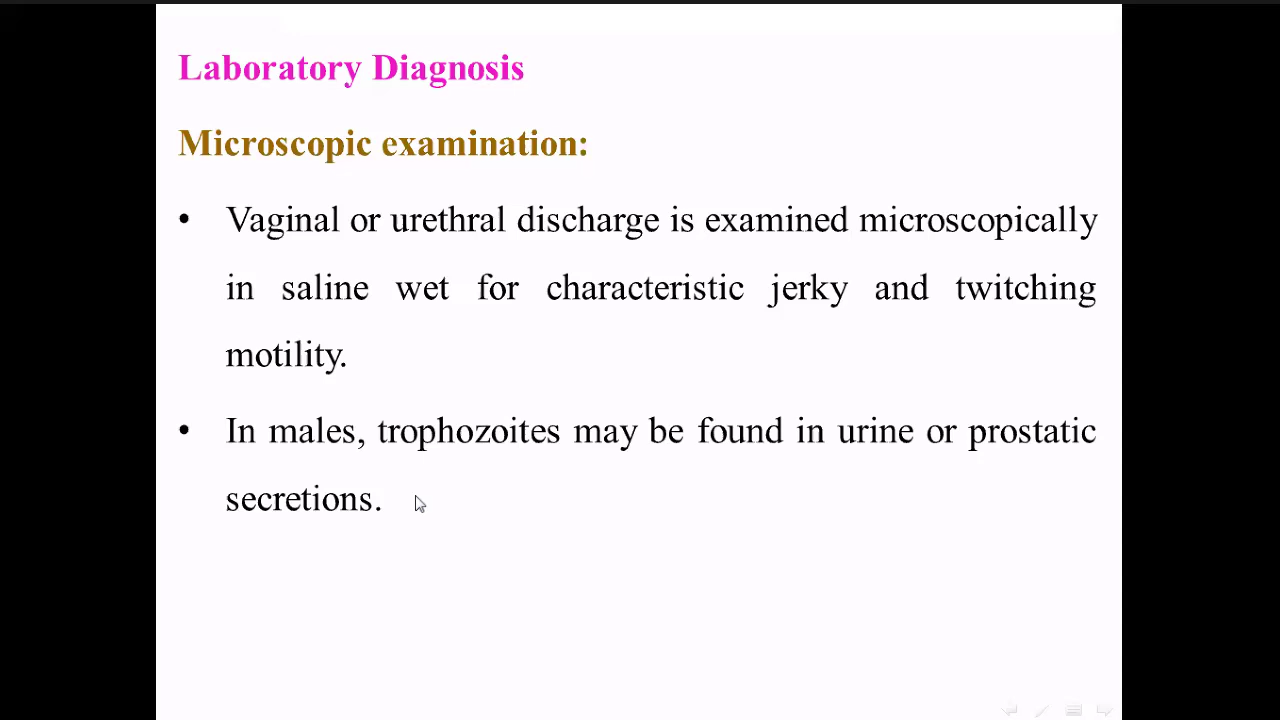 Laboratory Diagnosis
Microscopic examination:
• Vaginal or urethral discharge is examined microscopically
in saline wet for characteristic jerky and twitching
motility.
• In males, trophozoites may be found in urine or prostatic
secretions.